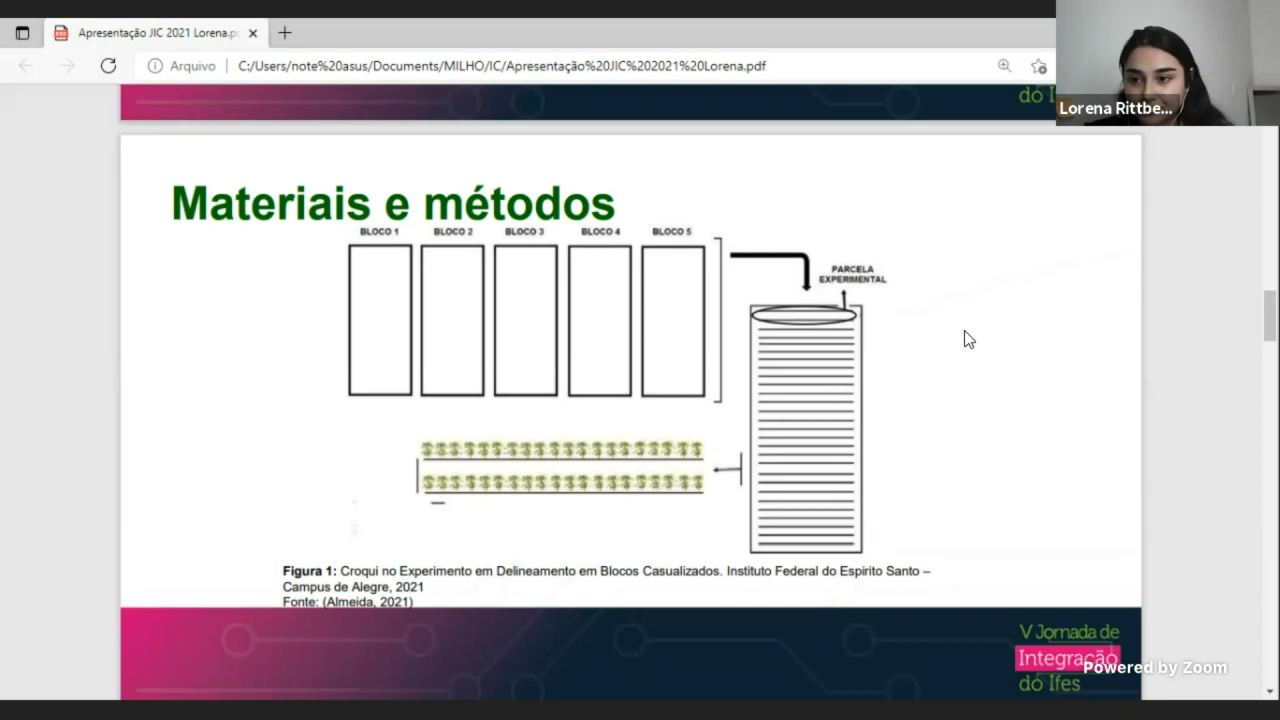 Apresentação JIC 2021 Lorena.p
Arquivo
C:/Users/note%20asus/Documents/MILHO/IC/Apresentação%20JIC%202021%20Lorena.pdf
Lorena Rittbe...
Materiais e métodos
BLOCO 1 BLOCO 2 BLOCO 3 BLOCO 4 BLOCO 5
PARCELA
EXPERIMENTAL
Figura 1: Croqui no Experimento em Delineamento em Blocos Casualizados. Instituto Federal do Espirito Santo –
Campus de Alegre, 2021
Fonte: (Almeida, 2021)
V Jornada de
Integração
do Ifes
Powered by Zoom